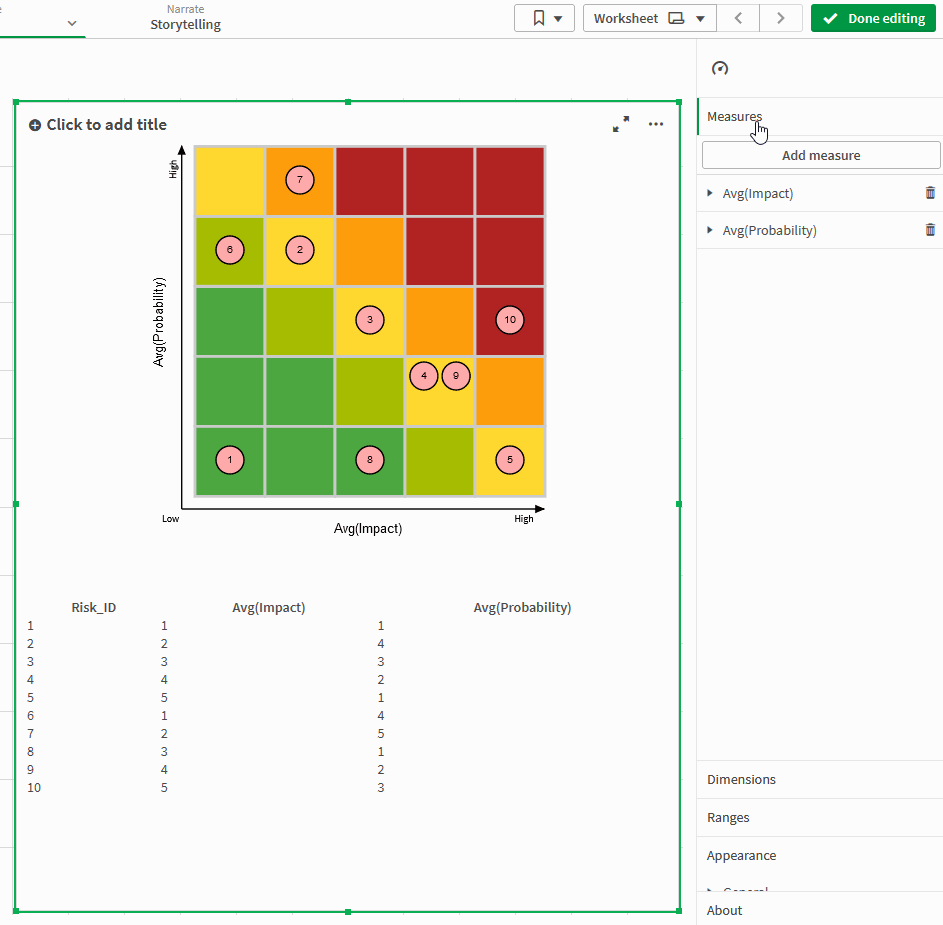 Narrate
Storytelling
Worksheet
Done editing
Click to add title
Measures
Add measure
Avg(Impact)
Avg(Probability)
High
7
6
2
Avg(Probability)
3
10
4
9
1
8
5
Low
High
Avg(Impact)
Risk_ID Avg(Impact) Avg(Probability)
1 1 1
2 2 4
3 3 3
4 4 2
5 5 1
6 1 4
7 2 5
8 3 1
9 4 2
10 5 3
Dimensions
Ranges
Appearance
General
About